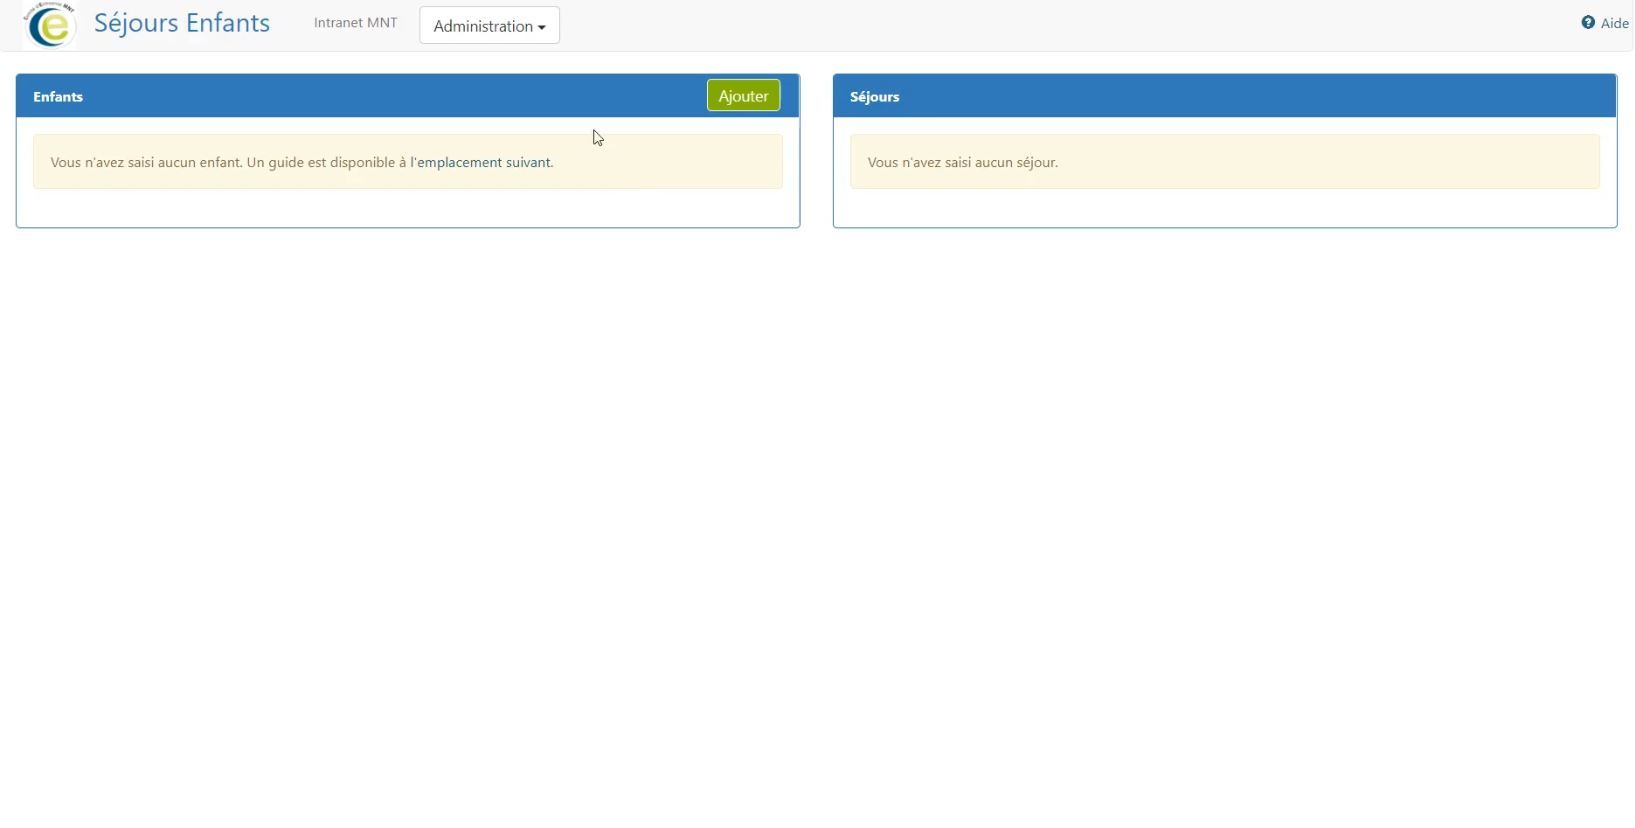 Séjours Enfants
Intranet MNT
Administration
Aide
Enfants
Ajouter
Vous n'avez saisi aucun enfant. Un guide est disponible à l'emplacement suivant.
Séjours
Vous n'avez saisi aucun séjour.